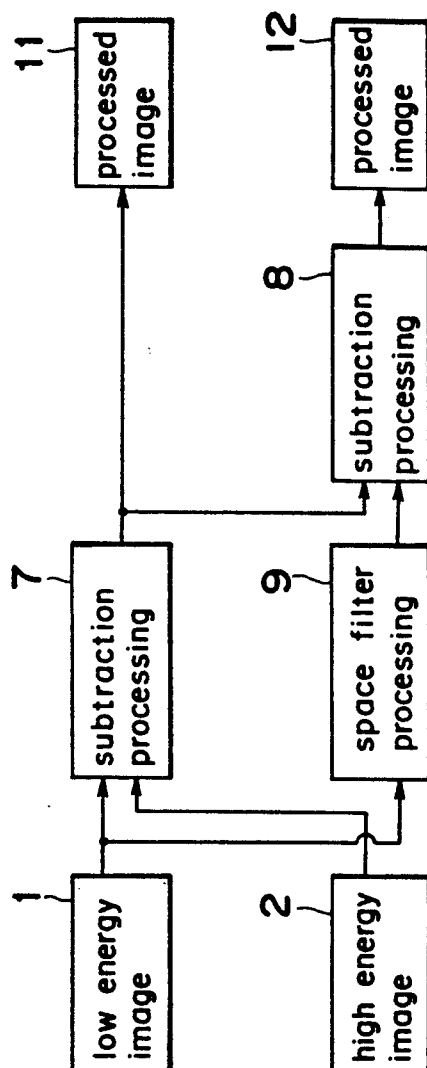 1
low energy
image
2
high energy
image
7
subtraction
processing
9
space filter
processing
8
subtraction
processing
11
processed
image
12
processed
image